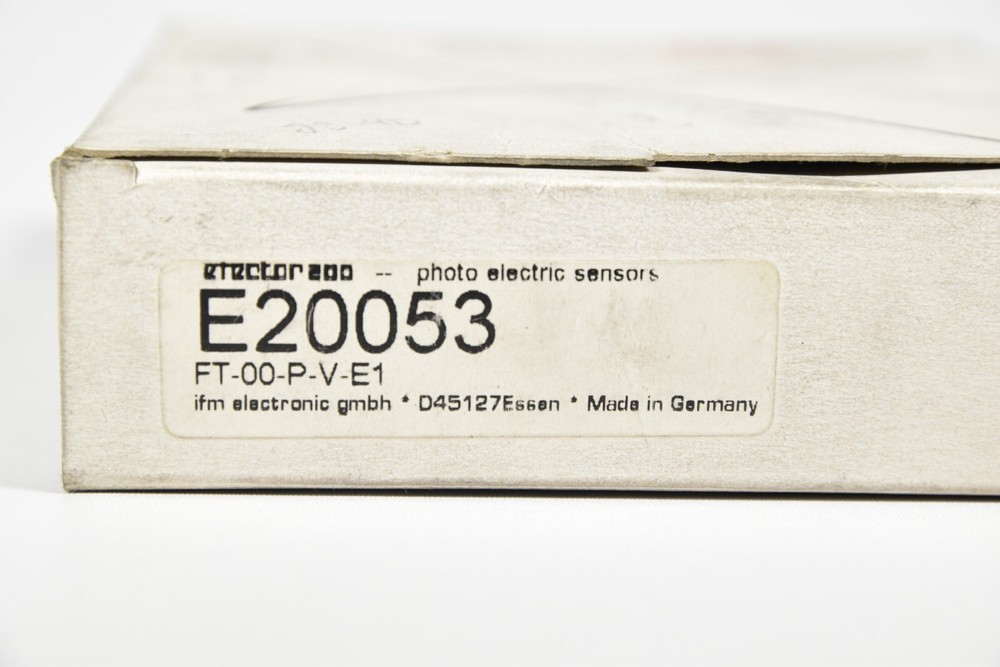 efector200 -- photo electric sensors
E20053
FT-00-P-V-E1
ifm electronic gmbh * D45127Essen * Made in Germany